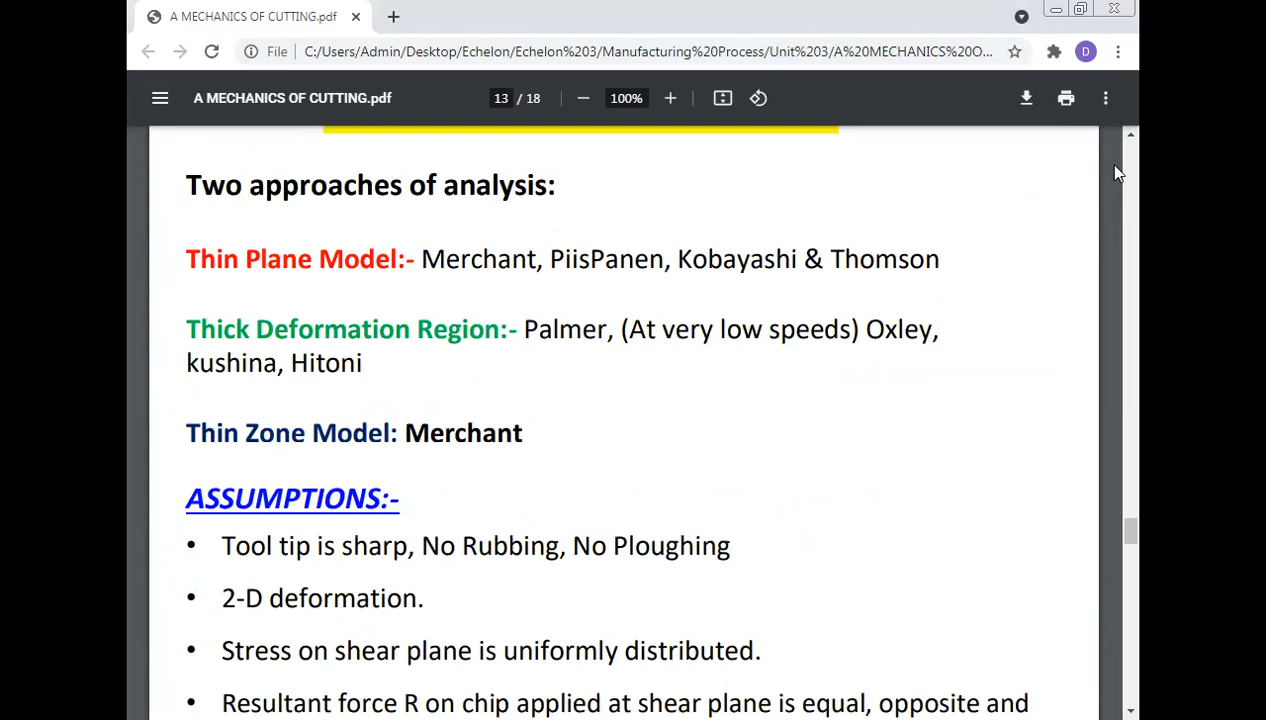 A MECHANICS OF CUTTING.pdf
File C:/Users/Admin/Desktop/Echelon/Echelon%203/Manufacturing%20Process/Unit%203/A%20MECHANICS%20O... D
A MECHANICS OF CUTTING.pdf 13 / 18 100%
Two approaches of analysis:
Thin Plane Model:- Merchant, PiisPanen, Kobayashi & Thomson
Thick Deformation Region:- Palmer, (At very low speeds) Oxley,
kushina, Hitoni
Thin Zone Model: Merchant
ASSUMPTIONS:-
• Tool tip is sharp, No Rubbing, No Ploughing
• 2-D deformation.
• Stress on shear plane is uniformly distributed.
• Resultant force R on chip applied at shear plane is equal, opposite and